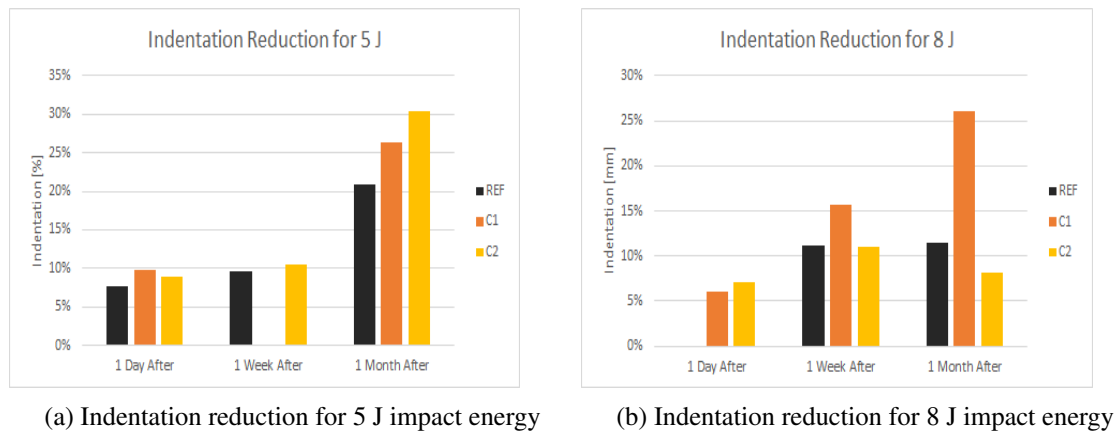 Indentation Reduction for 5 J
35%
30%
25%
20%
15%
10%
5%
0%
Indentation [%]
1 Day After
1 Week After
1 Month After
REF
C1
C2
(a) Indentation reduction for 5 J impact energy
Indentation Reduction for 8 J
30%
25%
20%
15%
10%
5%
0%
Indentation [mm]
1 Day After
1 Week After
1 Month After
REF
C1
C2
(b) Indentation reduction for 8 J impact energy